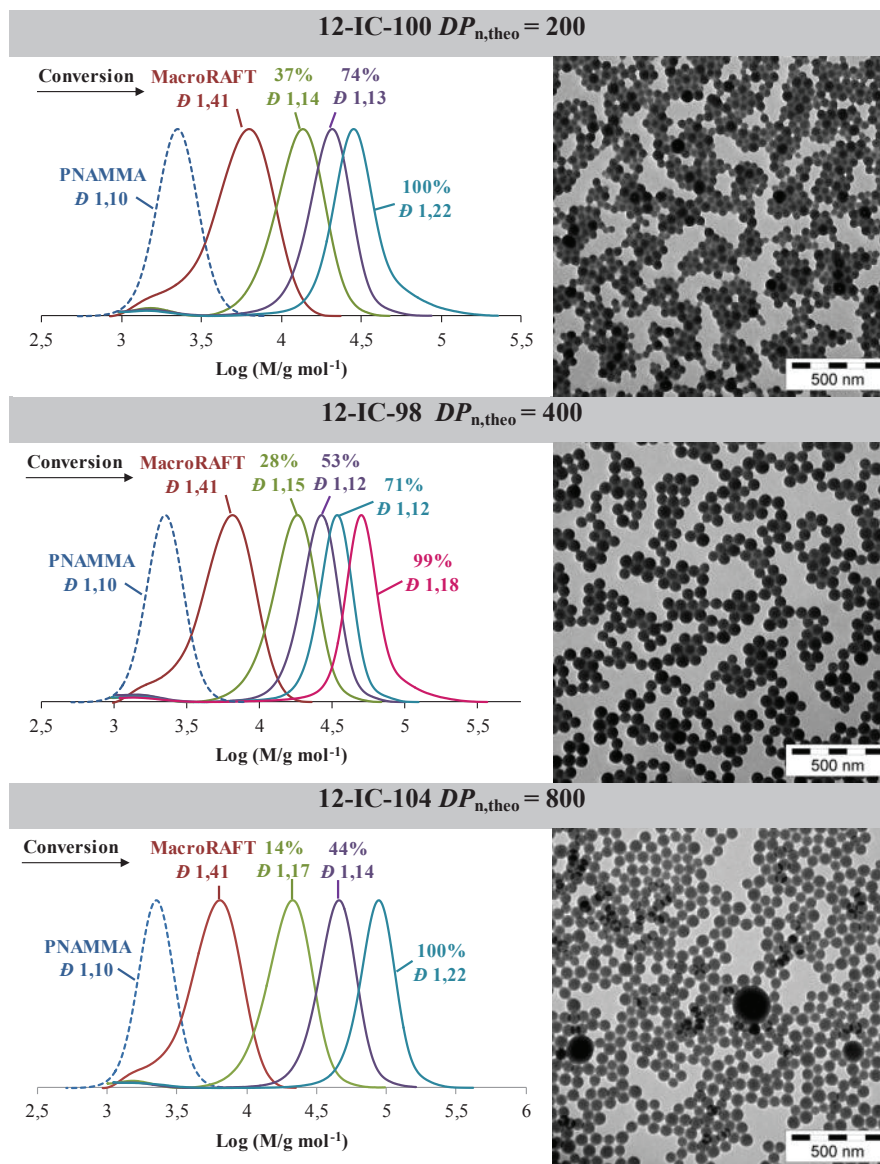 12-IC-100 DPn,theo = 200
Conversion
MacroRAFT
Đ 1,41
37%
Đ 1,14
74%
Đ 1,13
PNAMMA
Đ 1,10
100%
Đ 1,22
2,5 3 3,5 4 4,5 5 5,5
Log (M/g mol-1)
500 nm
12-IC-98 DPn,theo = 400
Conversion
MacroRAFT
Đ 1,41
28%
Đ 1,15
53%
Đ 1,12
71%
Đ 1,12
PNAMMA
Đ 1,10
99%
Đ 1,18
2,5 3 3,5 4 4,5 5 5,5
Log (M/g mol-1)
500 nm
12-IC-104 DPn,theo = 800
Conversion
MacroRAFT
Đ 1,41
14%
Đ 1,17
44%
Đ 1,14
PNAMMA
Đ 1,10
100%
Đ 1,22
2,5 3 3,5 4 4,5 5 5,5 6
Log (M/g mol-1)
500 nm